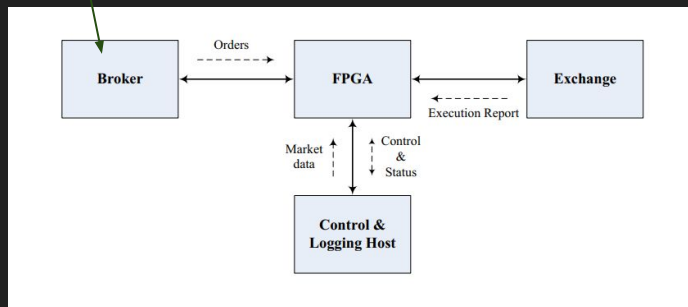 Orders
Broker
FPGA
Exchange
Execution Report
Market
data
Control
&
Status
Control &
Logging Host